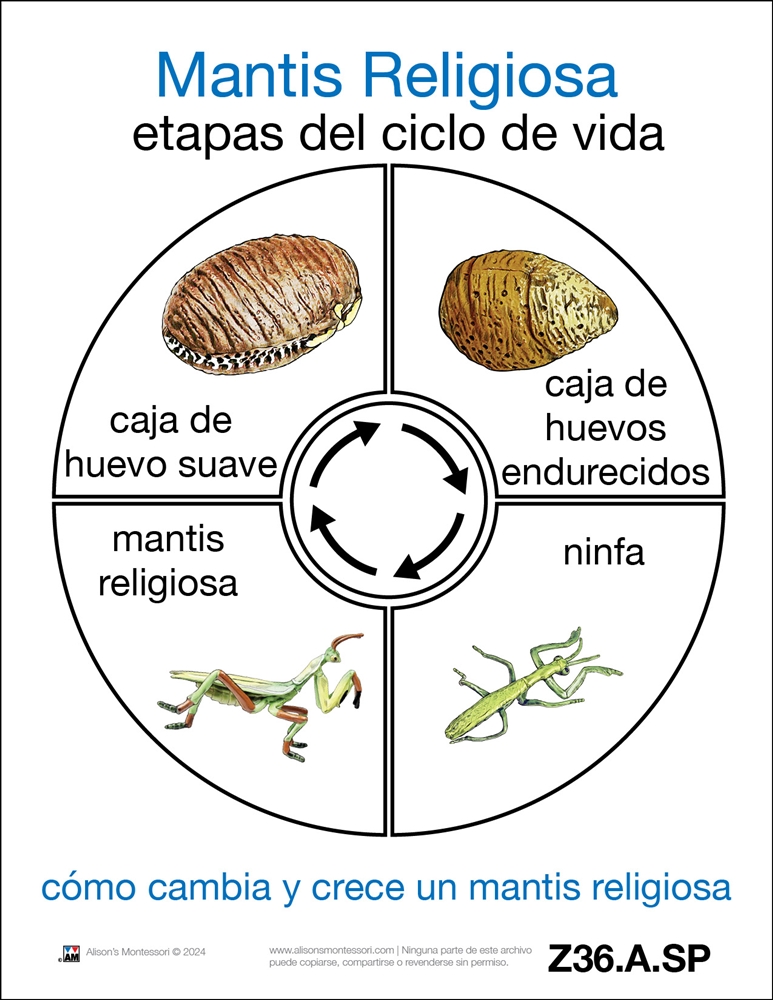 Mantis Religiosa
etapas del ciclo de vida
caja de
huevo suave
caja de
huevos
endurecidos
mantis
religiosa
ninfa
cómo cambia y crece un mantis religiosa
© AM
Alison's Montessori © 2024
www.alisonsmontessori.com | Ninguna parte de este archivo
puede copiarse, compartirse o revenderse sin permiso.
Z36.A.SP